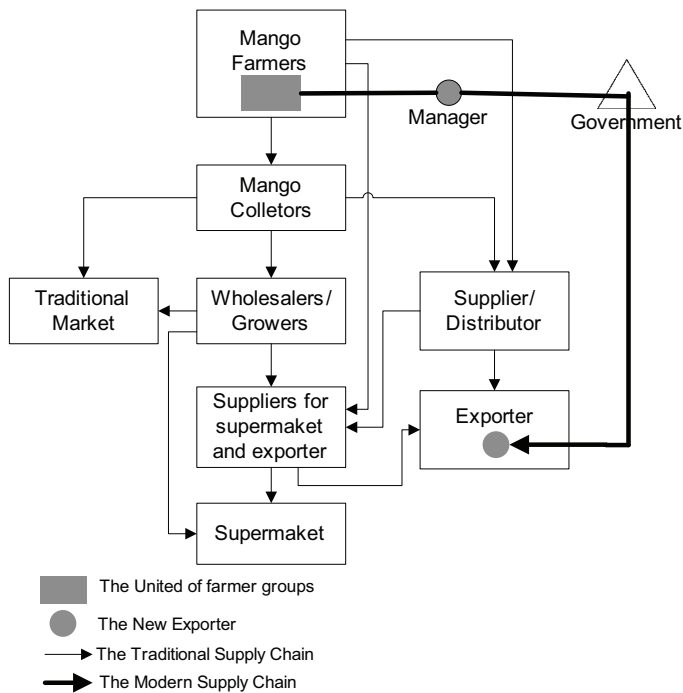 Mango
Farmers
Manager
Government
Mango
Colletors
Traditional
Market
Wholesalers/
Growers
Supplier/
Distributor
Suppliers for
supermaket
and exporter
Exporter
Supermaket
The United of farmer groups
The New Exporter
The Traditional Supply Chain
The Modern Supply Chain